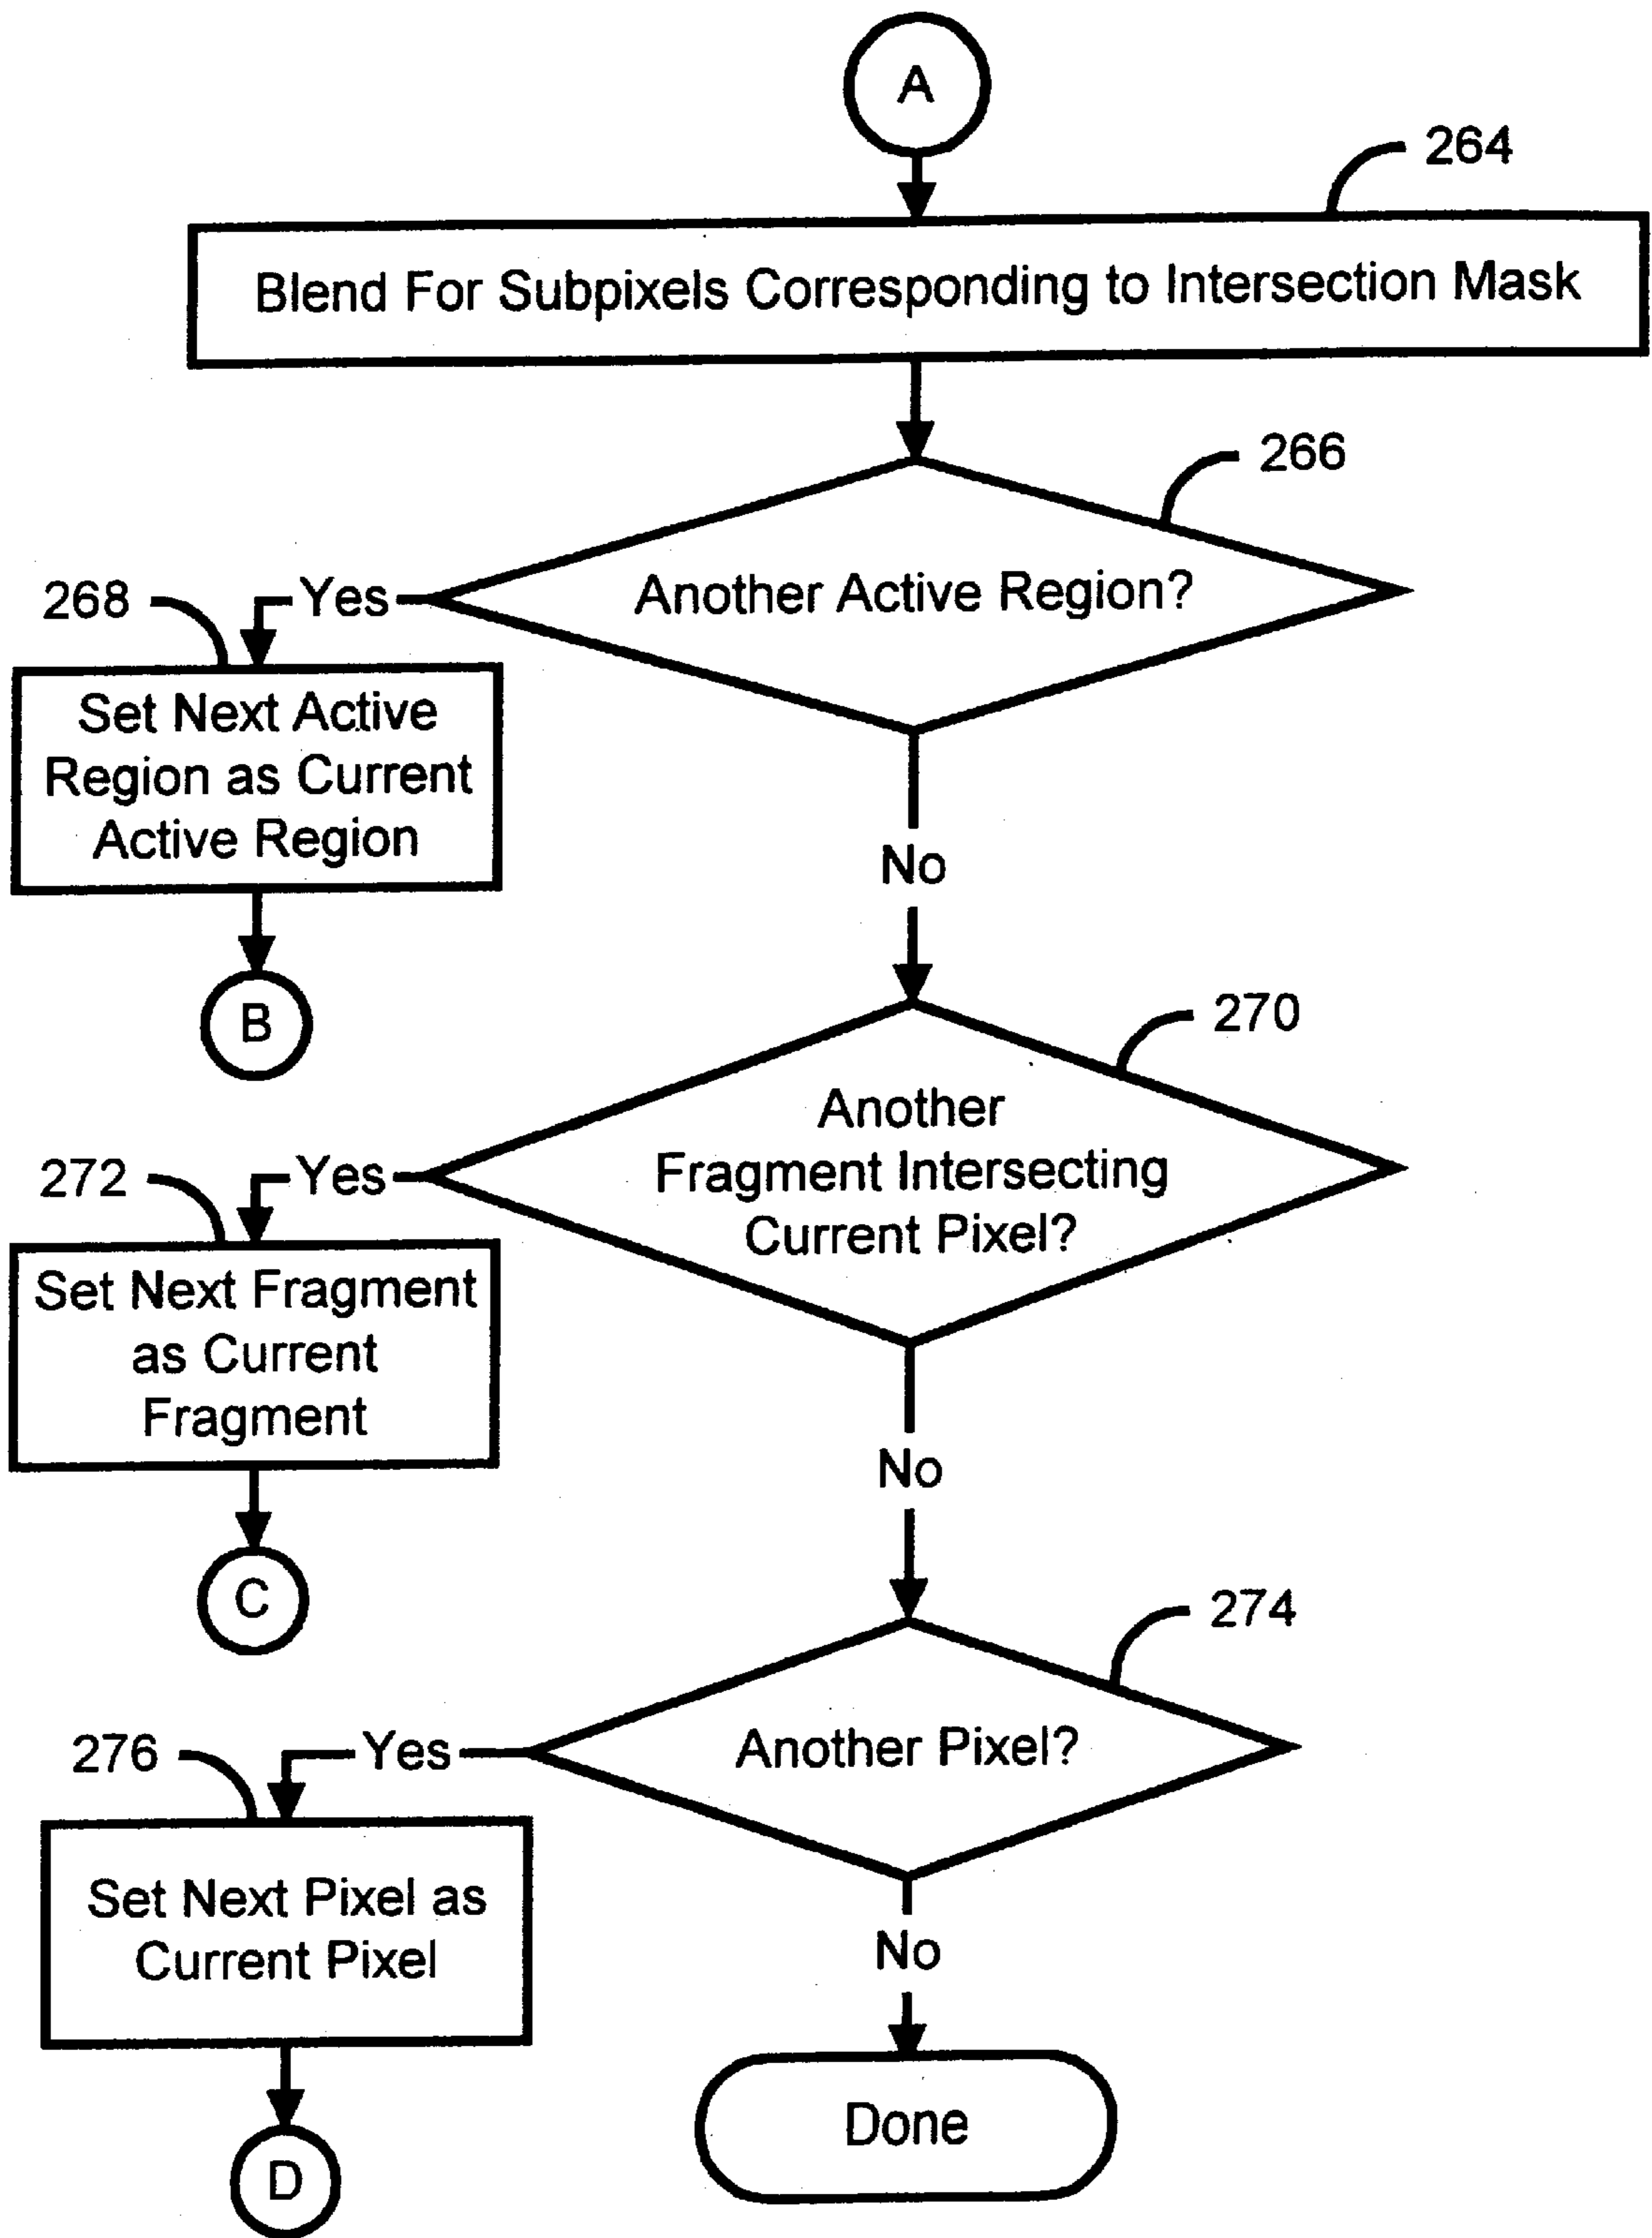 A
264
Blend For Subpixels Corresponding to Intersection Mask
266
Another Active Region?
Yes
268
Set Next Active
Region as Current
Active Region
B
No
270
Another
Fragment Intersecting
Current Pixel?
Yes
272
Set Next Fragment
as Current
Fragment
C
No
274
Another Pixel?
Yes
276
Set Next Pixel as
Current Pixel
D
No
Done